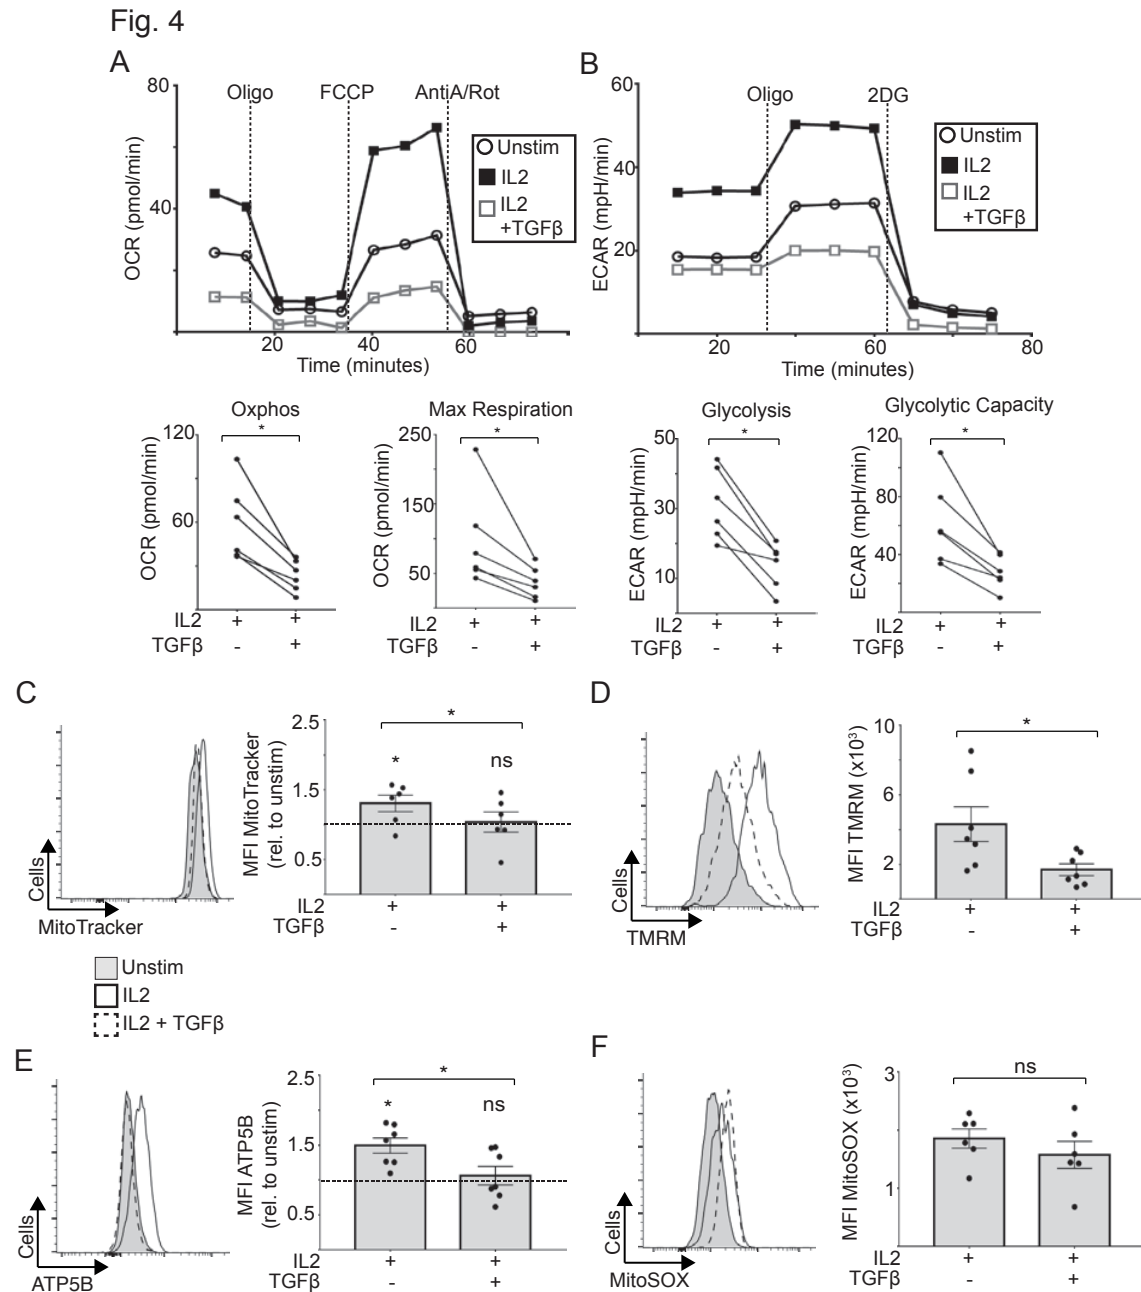 Fig. 4
A
80
40
OCR (pmol/min)
Oligo
FCCP
AntiA/Rot
Unstim
IL2
IL2
+TGFβ
20
40
60
Time (minutes)
B
60
40
20
ECAR (mpH/min)
Oligo
2DG
Unstim
IL2
IL2
+TGFβ
20
40
60
80
Time (minutes)
Oxphos
*
120
60
OCR (pmol/min)
IL2 + +
TGFβ - +
Max Respiration
*
250
150
50
OCR (pmol/min)
IL2 + +
TGFβ - +
Glycolysis
*
50
30
10
ECAR (mpH/min)
IL2 + +
TGFβ - +
Glycolytic Capacity
*
120
80
40
ECAR (mpH/min)
IL2 + +
TGFβ - +
C
Cells
MitoTracker
2.5
1.5
0.5
MFI MitoTracker
(rel. to unstim)
*
* ns
IL2 + +
TGFβ - +
D
Cells
TMRM
10
6
2
MFI TMRM (x10³)
*
IL2 + +
TGFβ - +
Unstim
IL2
IL2 + TGFβ
E
Cells
ATP5B
2.5
1.5
0.5
MFI ATP5B
(rel. to unstim)
*
* ns
IL2 + +
TGFβ - +
F
Cells
MitoSOX
3
1
MFI MitoSOX (x10³)
ns
IL2 + +
TGFβ - +